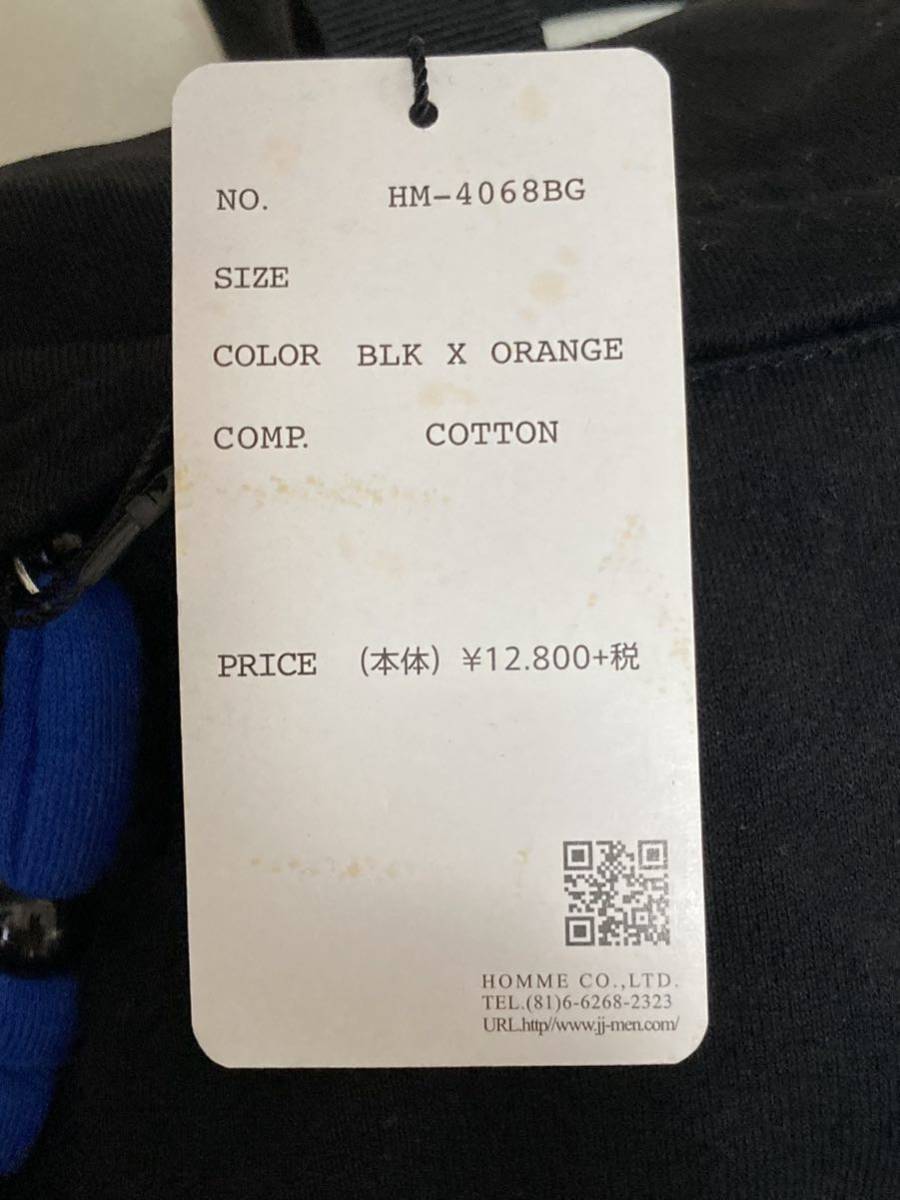 NO. HM-4068BG
SIZE
COLOR BLK X ORANGE
COMP. COTTON
PRICE (本体) ¥12.800+税
HOMME CO.,LTD.
TEL.(81)6-6268-2323
URL.http//www.jj-men.com/